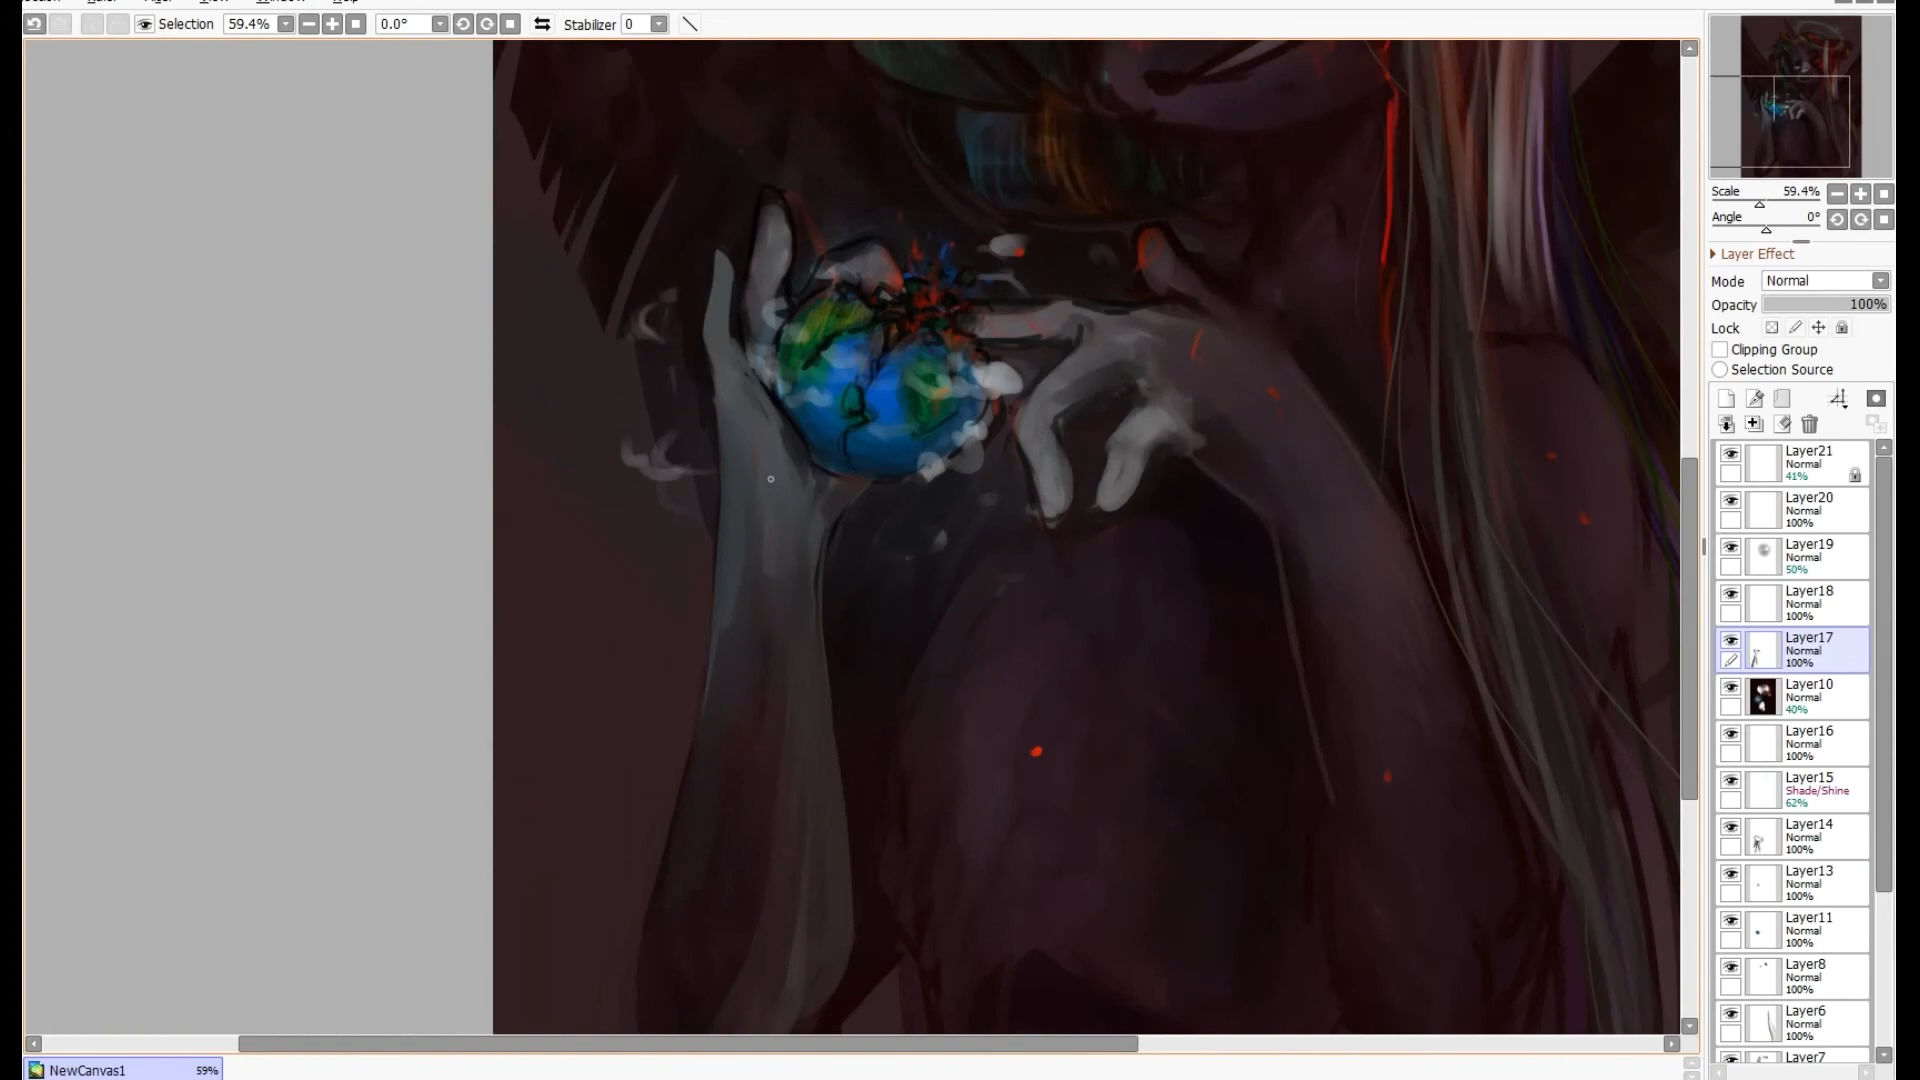 Selection 59.4% 0.0° Stabilizer 0
Scale 59.4%
Angle 0°
Layer Effect
Mode Normal
Opacity 100%
Lock
Clipping Group
Selection Source
Layer21
Normal
41%
Layer20
Normal
100%
Layer19
Normal
50%
Layer18
Normal
100%
Layer17
Normal
100%
Layer10
Normal
40%
Layer16
Normal
100%
Layer15
Shade/Shine
62%
Layer14
Normal
100%
Layer13
Normal
100%
Layer11
Normal
100%
Layer8
Normal
100%
Layer6
Normal
100%
Layer7
NewCanvas1 59%